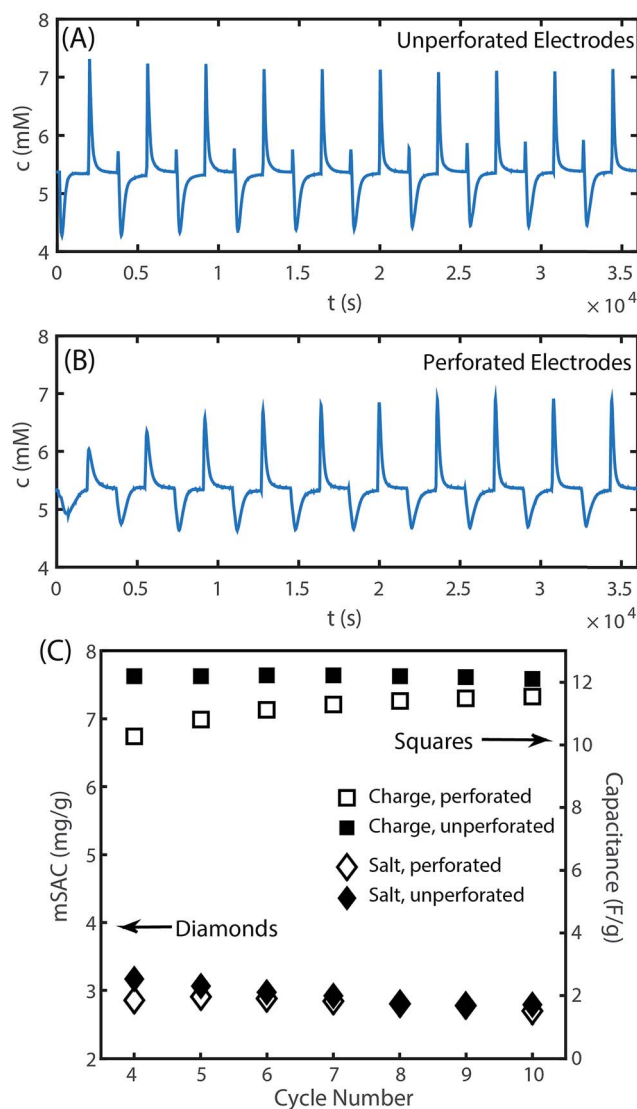 (A)
Unperforated Electrodes
8
7
6
5
4
c (mM)
0 0.5 1 1.5 2 2.5 3 3.5
t (s)
× 10⁴
(B)
Perforated Electrodes
8
7
6
5
4
c (mM)
0 0.5 1 1.5 2 2.5 3 3.5
t (s)
× 10⁴
(C)
8
7
6
5
4
3
2
mSAC (mg/g)
12
10
8
6
4
2
0
Capacitance (F/g)
Squares
Charge, perforated
Charge, unperforated
Salt, perforated
Salt, unperforated
Diamonds
4 5 6 7 8 9 10
Cycle Number